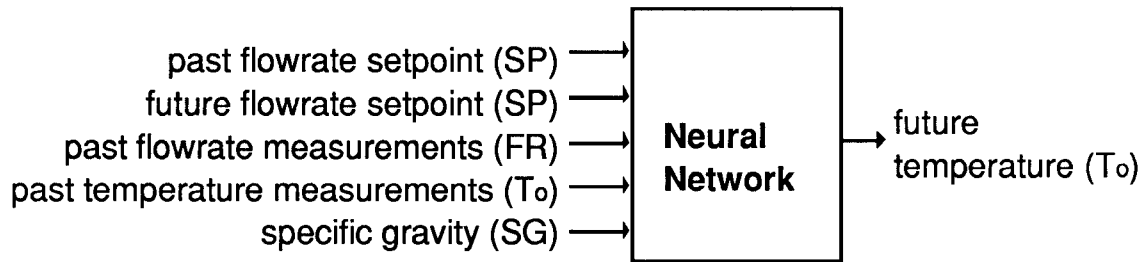 past flowrate setpoint (SP)
future flowrate setpoint (SP)
past flowrate measurements (FR)
past temperature measurements (To)
specific gravity (SG)
Neural
Network
future
temperature (To)